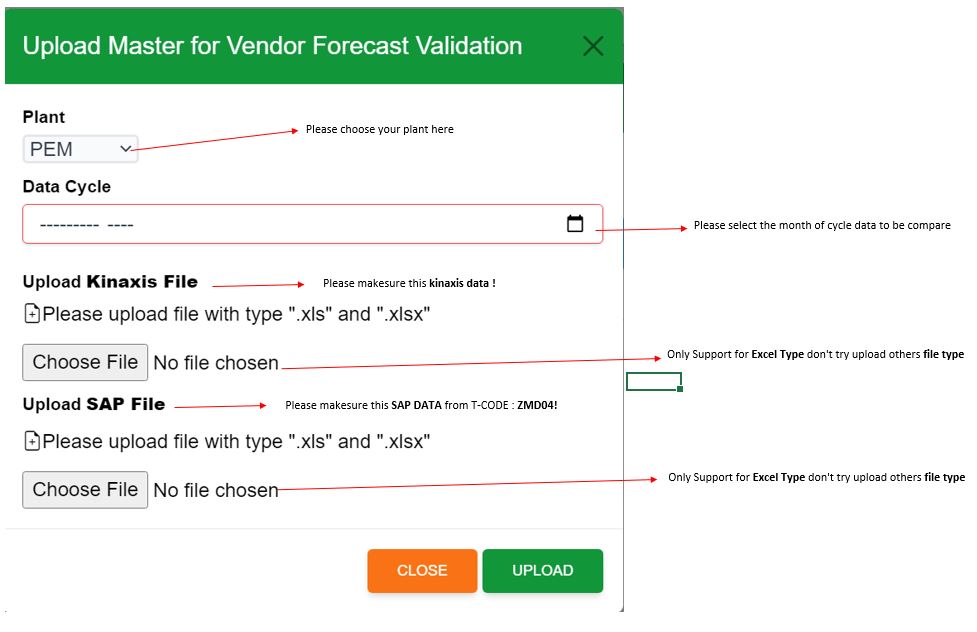 Upload Master for Vendor Forecast Validation
Plant
Please choose your plant here
PEM
Data Cycle
--------- ----
Please select the month of cycle data to be compare
Upload Kinaxis File
Please makesure this kinaxis data !
Please upload file with type ".xls" and ".xlsx"
Choose File No file chosen
Only Support for Excel Type don't try upload others file type
Upload SAP File
Please makesure this SAP DATA from T-CODE : ZMD04!
Please upload file with type ".xls" and ".xlsx"
Choose File No file chosen
Only Support for Excel Type don't try upload others file type
CLOSE
UPLOAD